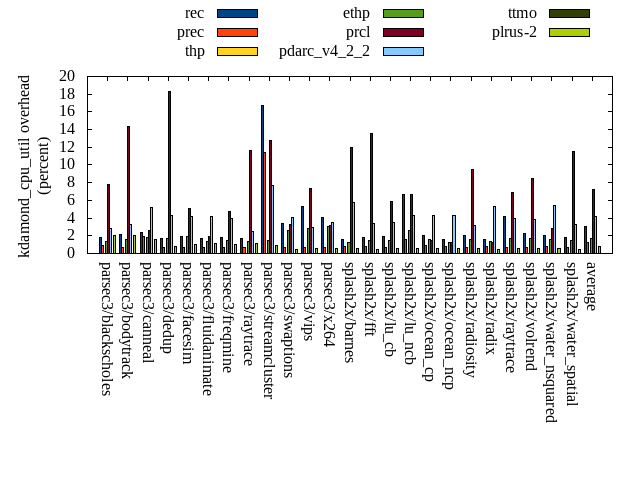 rec ethp ttmo
prec prcl plrus-2
thp pdarc_v4_2_2
kdamond_cpu_util overhead
(percent)
20
18
16
14
12
10
8
6
4
2
0
parsec3/blackscholes
parsec3/bodytrack
parsec3/canneal
parsec3/dedup
parsec3/facesim
parsec3/fluidanimate
parsec3/freqmine
parsec3/raytrace
parsec3/streamcluster
parsec3/swaptions
parsec3/vips
parsec3/x264
splash2x/barnes
splash2x/fft
splash2x/lu_cb
splash2x/lu_ncb
splash2x/ocean_cp
splash2x/ocean_ncp
splash2x/radiosity
splash2x/radix
splash2x/raytrace
splash2x/volrend
splash2x/water_nsquared
splash2x/water_spatial
average